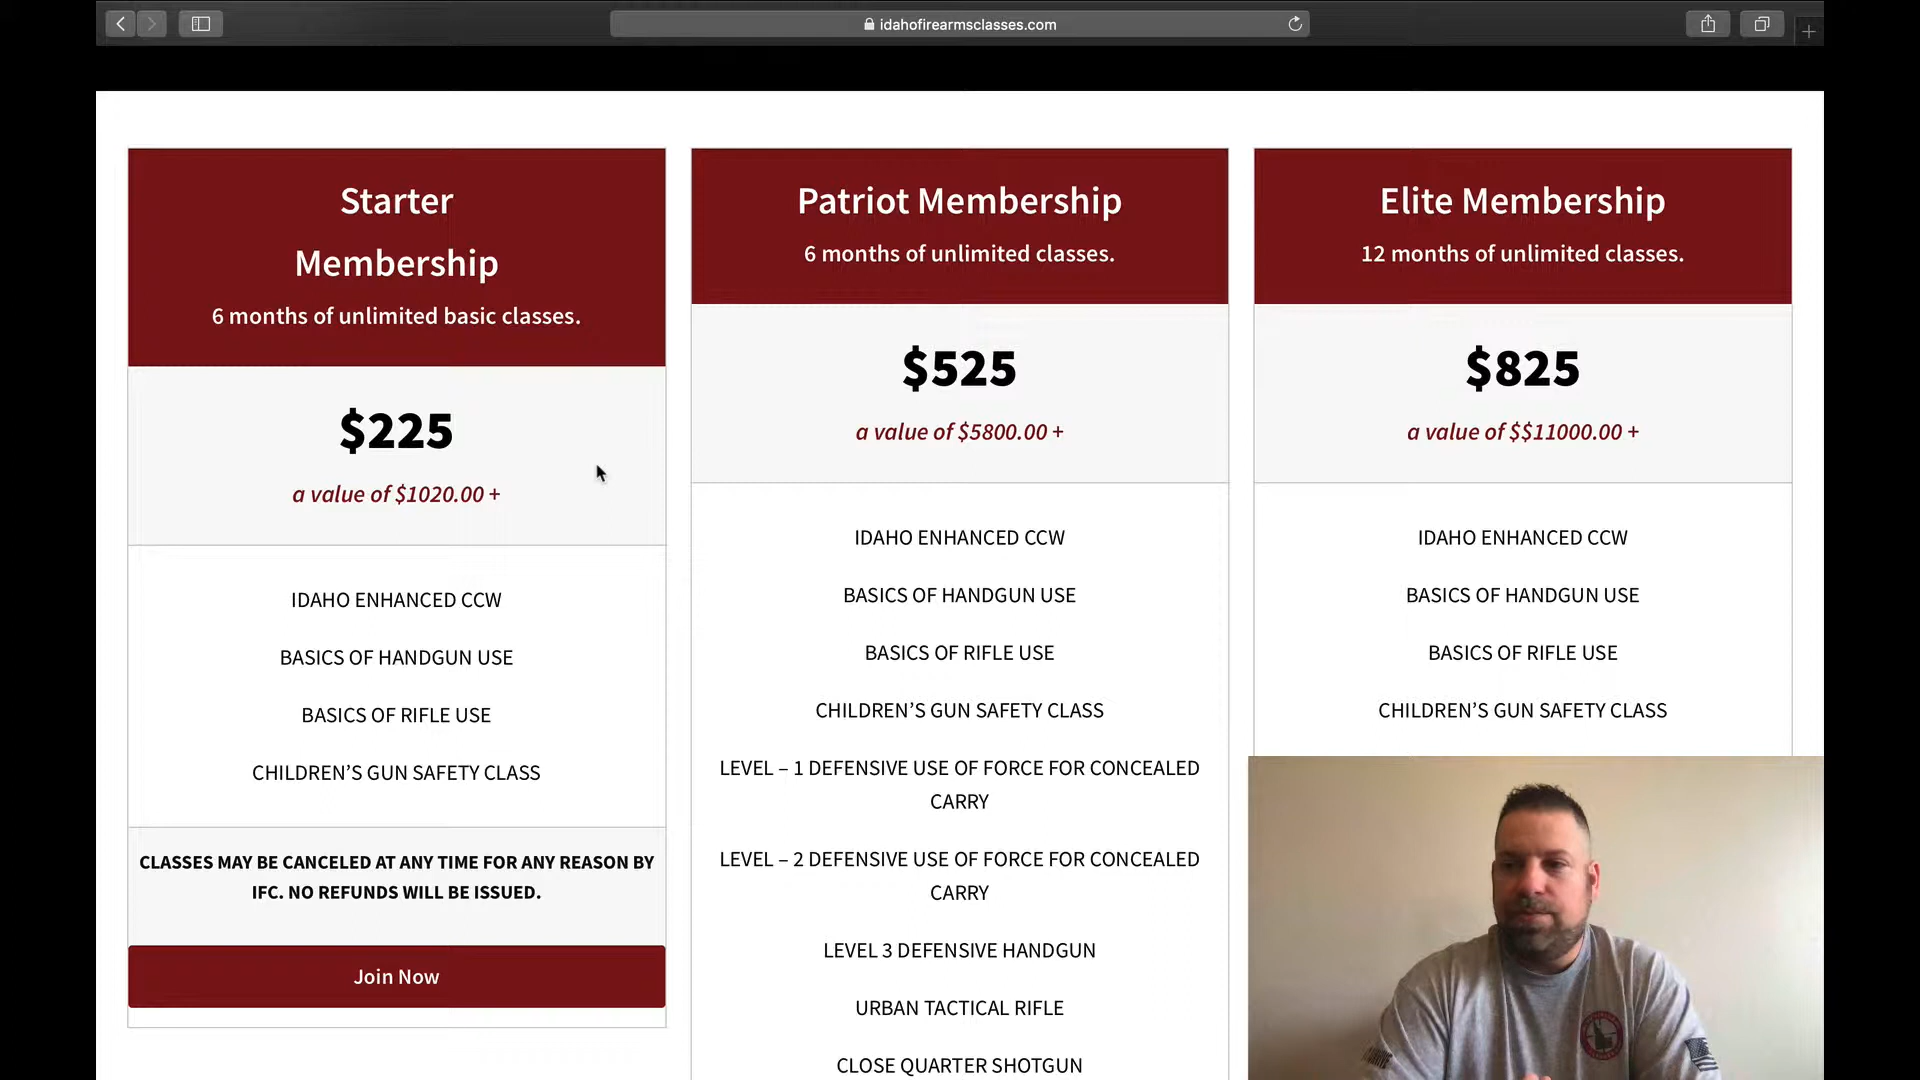 idahofirearmsclasses.com
Starter
Membership
6 months of unlimited basic classes.
$225
a value of $1020.00 +
IDAHO ENHANCED CCW
BASICS OF HANDGUN USE
BASICS OF RIFLE USE
CHILDREN’S GUN SAFETY CLASS
CLASSES MAY BE CANCELED AT ANY TIME FOR ANY REASON BY
IFC. NO REFUNDS WILL BE ISSUED.
Join Now
Patriot Membership
6 months of unlimited classes.
$525
a value of $5800.00 +
IDAHO ENHANCED CCW
BASICS OF HANDGUN USE
BASICS OF RIFLE USE
CHILDREN’S GUN SAFETY CLASS
LEVEL – 1 DEFENSIVE USE OF FORCE FOR CONCEALED
CARRY
LEVEL – 2 DEFENSIVE USE OF FORCE FOR CONCEALED
CARRY
LEVEL 3 DEFENSIVE HANDGUN
URBAN TACTICAL RIFLE
CLOSE QUARTER SHOTGUN
Elite Membership
12 months of unlimited classes.
$825
a value of $$11000.00 +
IDAHO ENHANCED CCW
BASICS OF HANDGUN USE
BASICS OF RIFLE USE
CHILDREN’S GUN SAFETY CLASS